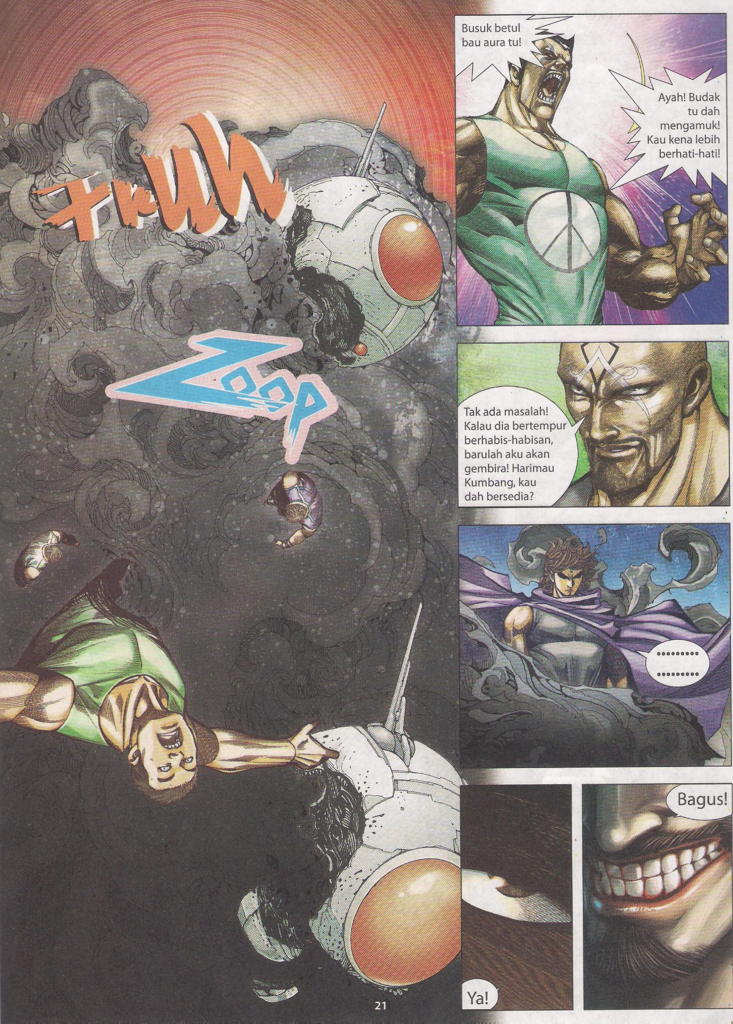 Truhh
Zoop
Busuk betul
bau aura tu!
Ayah! Budak
tu dah
mengamuk!
Kau kena lebih
berhati-hati!
Tak ada masalah!
Kalau dia bertempur
berhabis-habisan,
barulah aku akan
gembira! Harimau
Kumbang, kau
dah bersedia?
.........
.........
Ya!
Bagus!
21